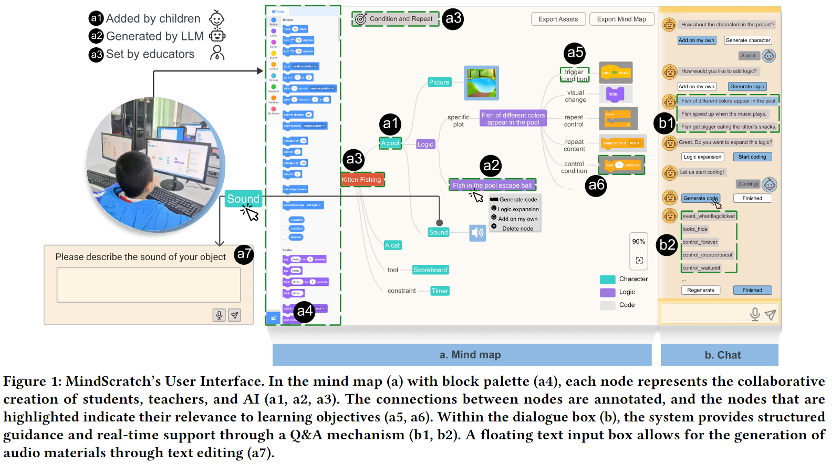 a1 Added by children
a2 Generated by LLM
a3 Set by educators
Condition and Repeat
a3
Export Assets
Export Mind Map
How about the characters in the project?
Add on my own
Generate character
A pool
How would you like to add logic?
Add on my own
Generate logic
Fish of different colors appear in the pool
b1
Fish speed up when the music plays.
Fish get bigger eating the kitten's snacks.
Great. Do you want to expand this logic?
Logic expansion
Start coding
Let us start coding!
(Coding)
Generate code
Finished
event_whenflagclicked
looks_hide
b2
control_forever
control_createcloneof
control_waituntil
...
Regenerate
Finished
Picture
a1
A pool
Logic
specific
plot
Fish of different colors
appear in the pool
a5
trigger
condition
visual
change
hide
repeat
control
repeat
content
control
condition
a6
a3
Kitten Fishing
a2
Fish in the pool escape bait
Generate code
Logic expansion
Add on my own
Delete node
Sound
A cat
tool
Scoreboard
constraint
Timer
90%
Character
Logic
Code
a4
Sound
a7
Please describe the sound of your object
a. Mind map
b. Chat
Figure 1: MindScratch's User Interface. In the mind map (a) with block palette (a4), each node represents the collaborative
creation of students, teachers, and AI (a1, a2, a3). The connections between nodes are annotated, and the nodes that are
highlighted indicate their relevance to learning objectives (a5, a6). Within the dialogue box (b), the system provides structured
guidance and real-time support through a Q&A mechanism (b1, b2). A floating text input box allows for the generation of
audio materials through text editing (a7).